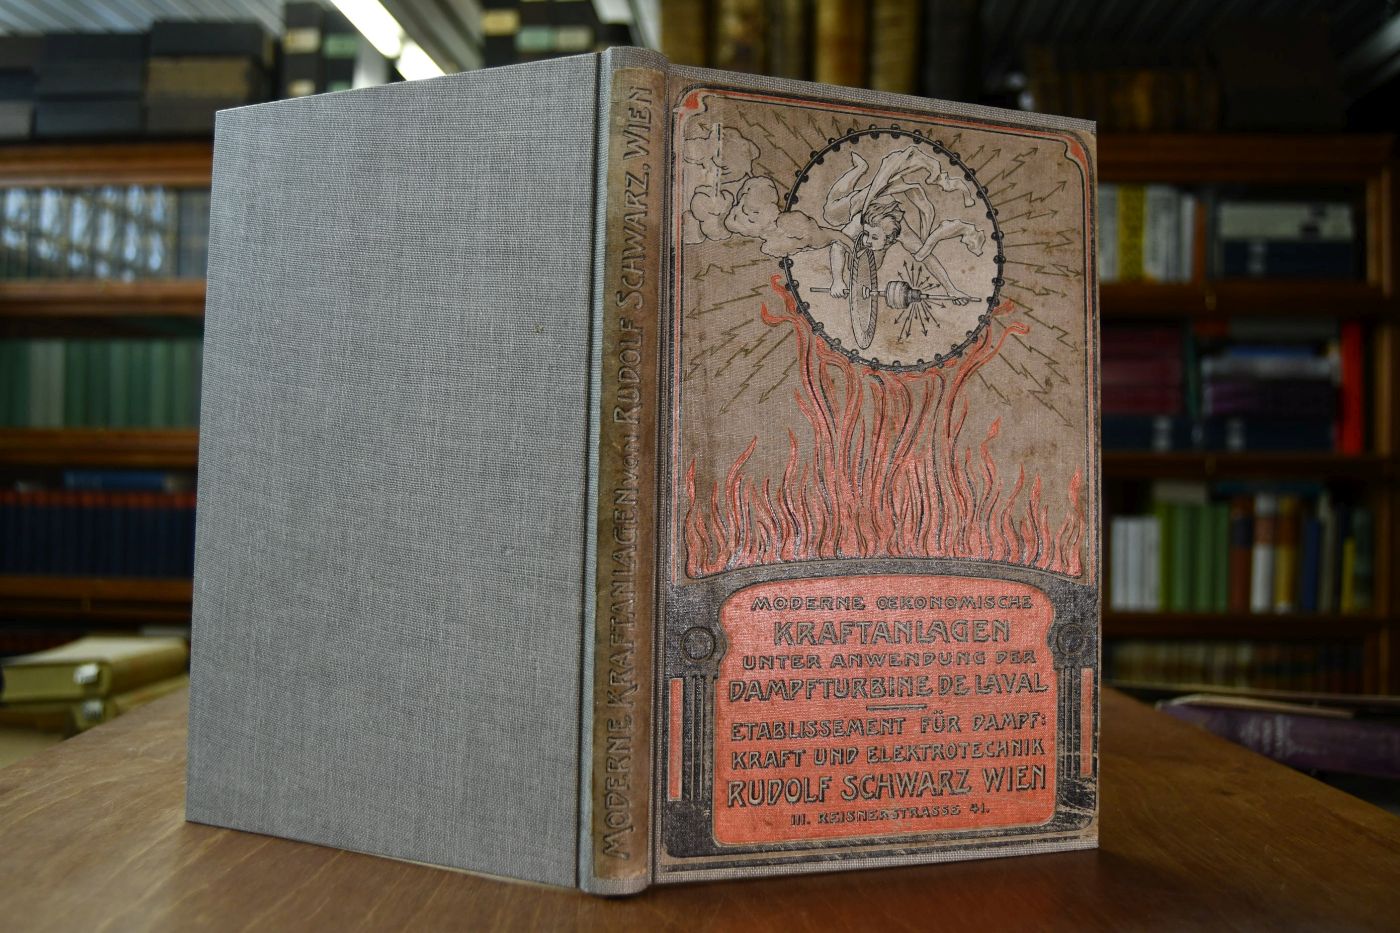 MODERNE KRAFTANLAGEN VON RUDOLF SCHWARZ, WIEN
MODERNE OEKONOMISCHE
KRAFTANLAGEN
UNTER ANWENDUNG DER
DAMPFTURBINE DE LAVAL
ETABLISSEMENT FÜR DAMPF:
KRAFT UND ELEKTROTECHNIK
RUDOLF SCHWARZ WIEN
III. REISNERSTRASSE 41.